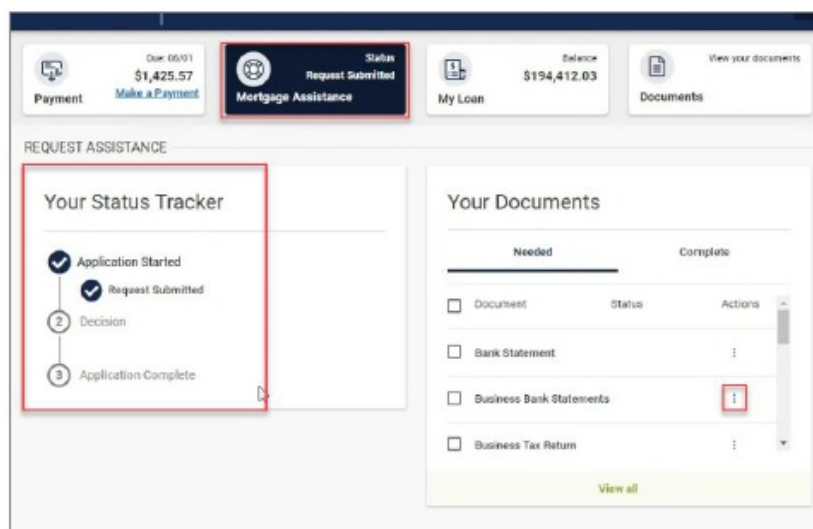 Due: 06/01
$1,425.57
Make a Payment
Payment
Status
Request Submitted
Mortgage Assistance
Balance
$194,412.03
My Loan
View your documents
Documents
REQUEST ASSISTANCE
Your Status Tracker
Application Started
Request Submitted
2 Decision
3 Application Complete
Your Documents
Needed Complete
Document Status Actions
Bank Statement
Business Bank Statements
Business Tax Return
View all